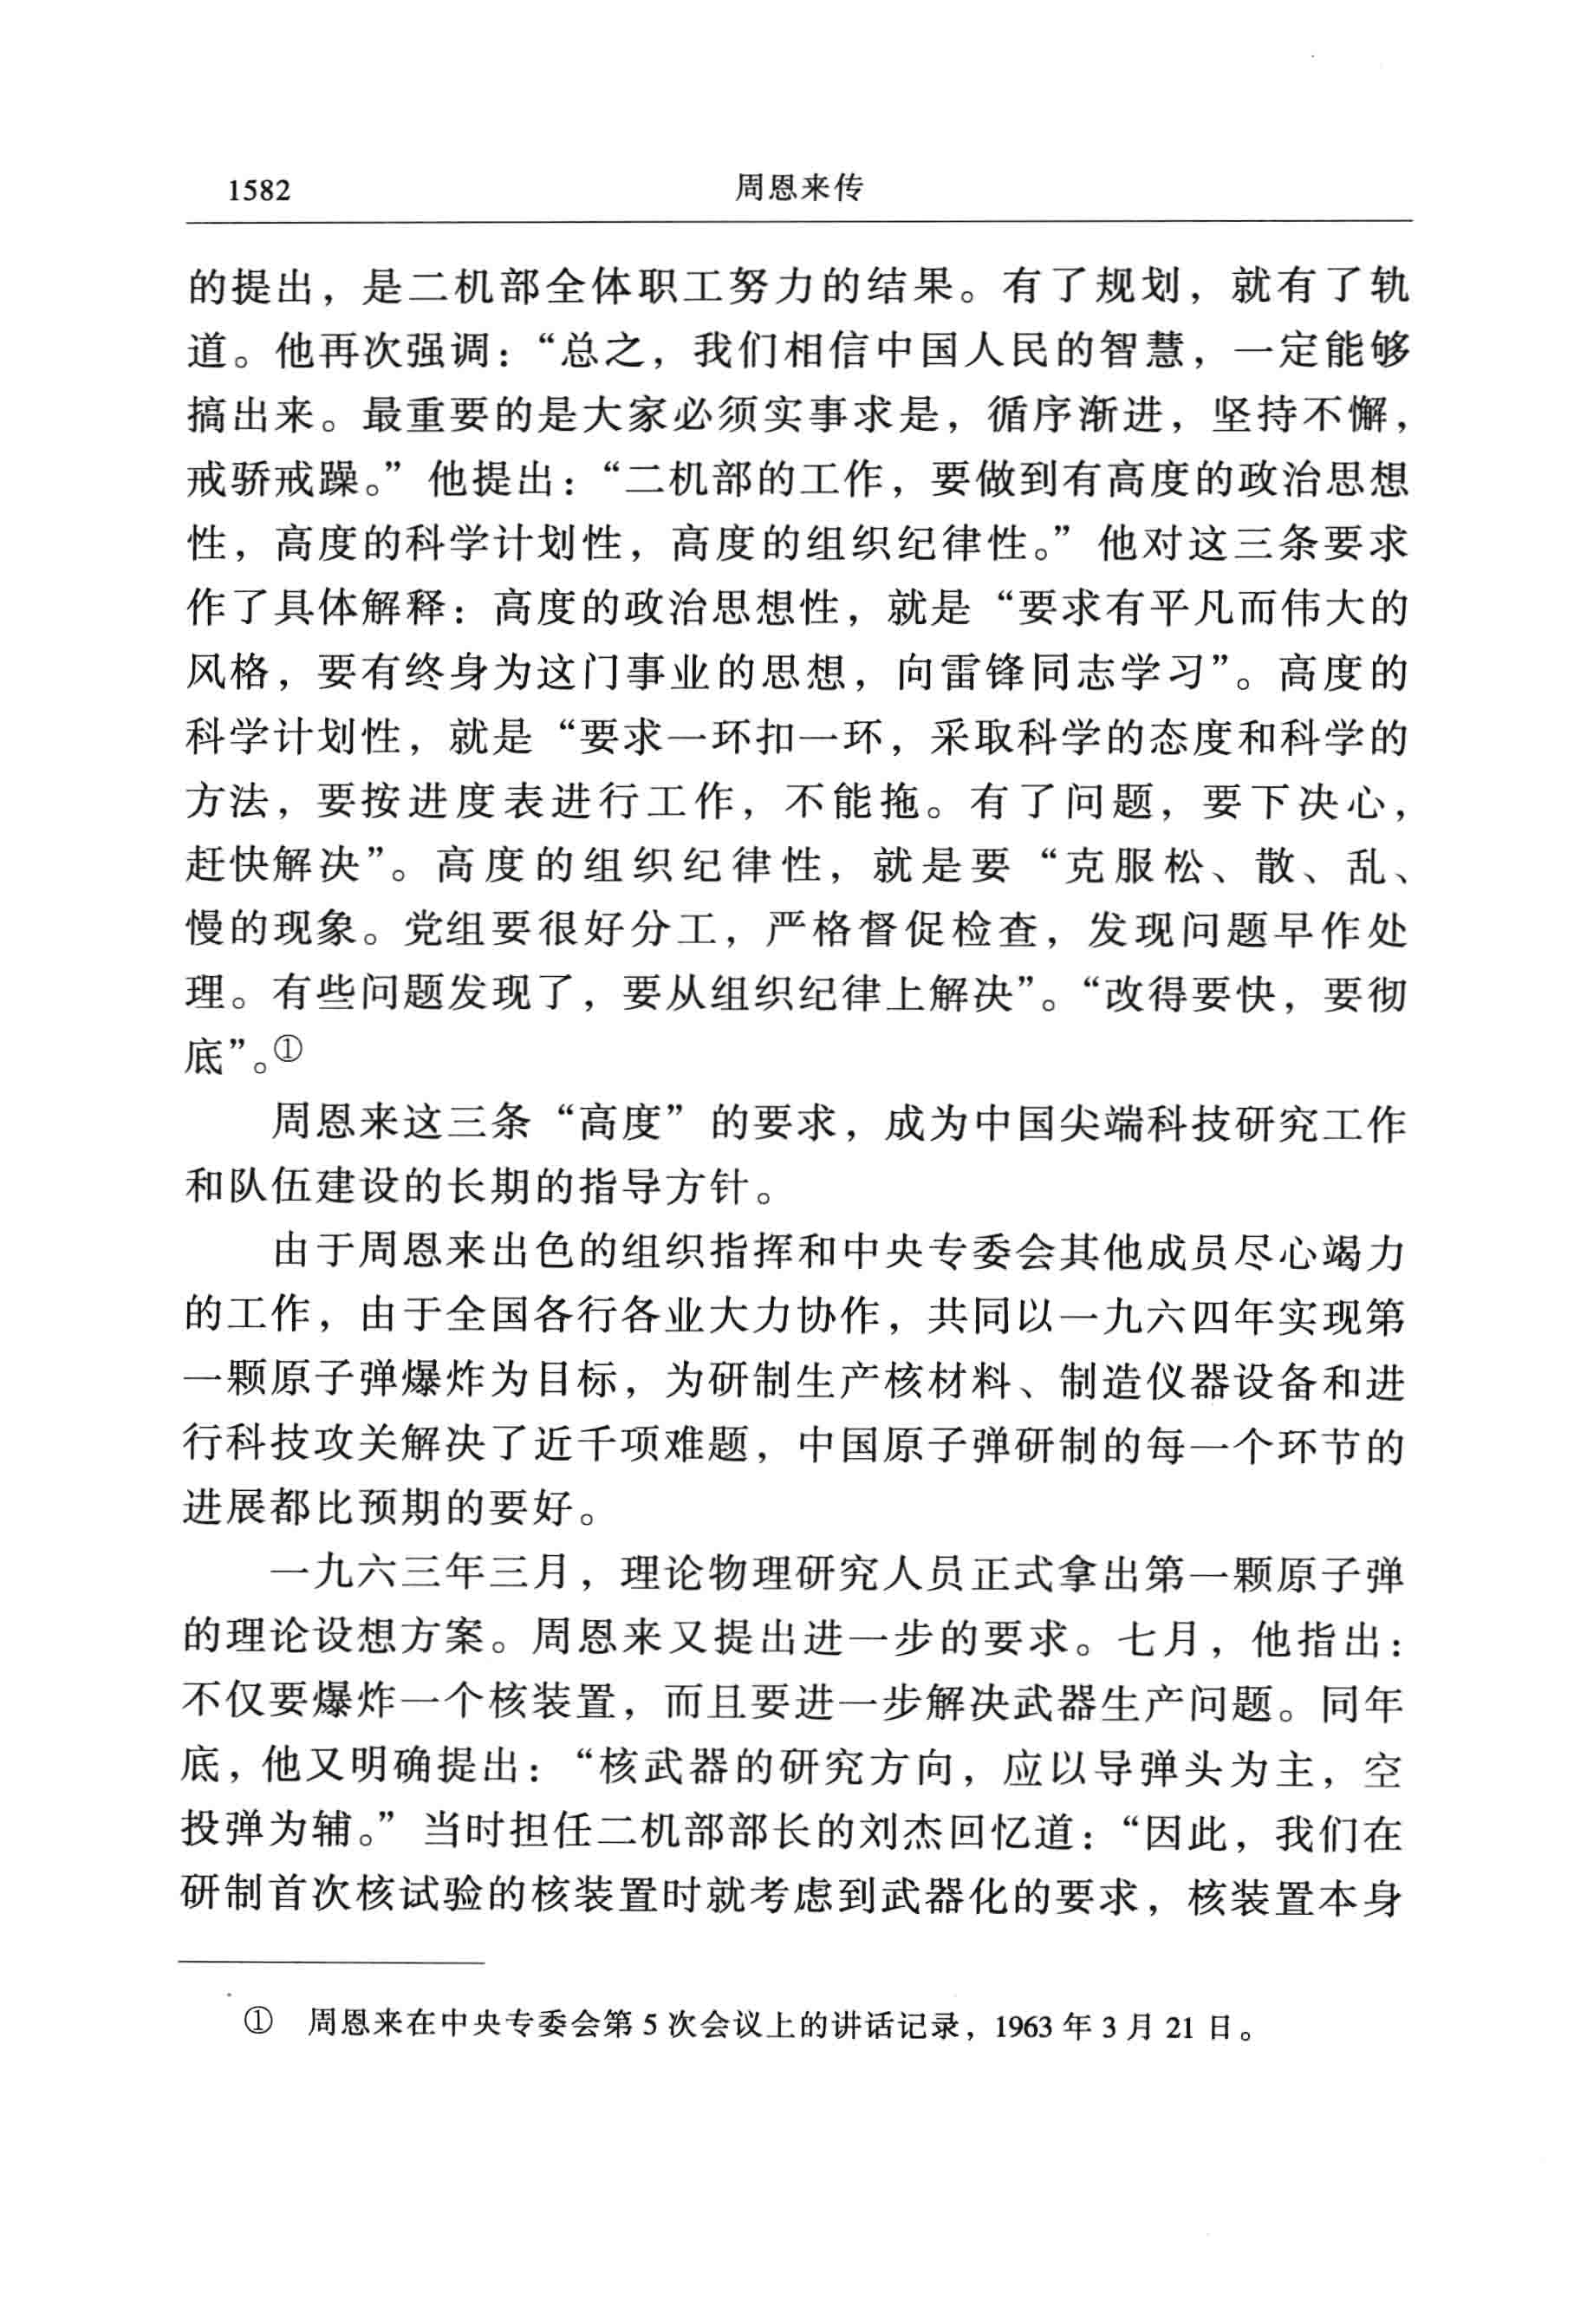 1582 周恩来传
的提出，是二机部全体职工努力的结果。有了规划，就有了轨
道。他再次强调：“总之，我们相信中国人民的智慧，一定能够
搞出来。最重要的是大家必须实事求是，循序渐进，坚持不懈，
戒骄戒躁。”他提出：“二机部的工作，要做到有高度的政治思想
性，高度的科学计划性，高度的组织纪律性。”他对这三条要求
作了具体解释：高度的政治思想性，就是“要求有平凡而伟大的
风格，要有终身为这门事业的思想，向雷锋同志学习”。高度的
科学计划性，就是“要求一环扣一环，采取科学的态度和科学的
方法，要按进度表进行工作，不能拖。有了问题，要下决心，
赶快解决”。高度的组织纪律性，就是要“克服松、散、乱、
慢的现象。党组要很好分工，严格督促检查，发现问题早作处
理。有些问题发现了，要从组织纪律上解决”。“改得要快，要彻
底”。①
周恩来这三条“高度”的要求，成为中国尖端科技研究工作
和队伍建设的长期的指导方针。
由于周恩来出色的组织指挥和中央专委会其他成员尽心竭力
的工作，由于全国各行各业大力协作，共同以一九六四年实现第
一颗原子弹爆炸为目标，为研制生产核材料、制造仪器设备和进
行科技攻关解决了近千项难题，中国原子弹研制的每一个环节的
进展都比预期的要好。
一九六三年三月，理论物理研究人员正式拿出第一颗原子弹
的理论设想方案。周恩来又提出进一步的要求。七月，他指出：
不仅要爆炸一个核装置，而且要进一步解决武器生产问题。同年
底，他又明确提出：“核武器的研究方向，应以导弹头为主，空
投弹为辅。”当时担任二机部部长的刘杰回忆道：“因此，我们在
研制首次核试验的核装置时就考虑到武器化的要求，核装置本身
① 周恩来在中央专委会第5次会议上的讲话记录，1963年3月21日。